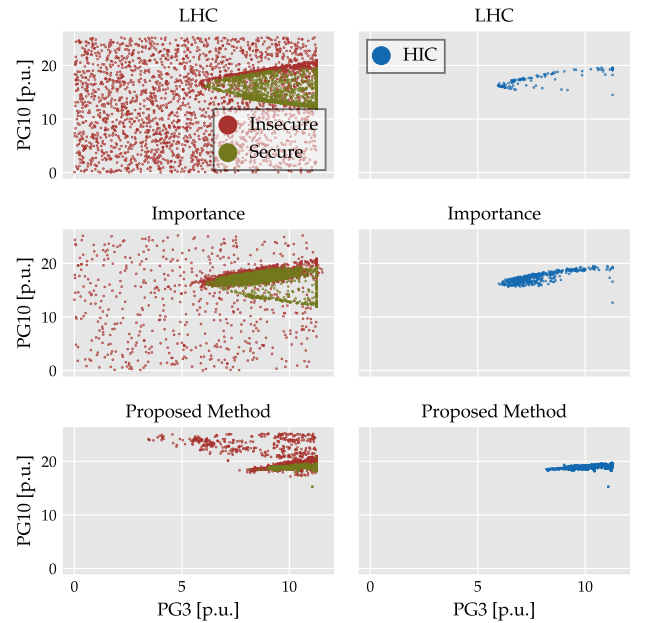 LHC
LHC
PG10 [p.u.]
20
10
0
Insecure
Secure
HIC
Importance
Importance
PG10 [p.u.]
20
10
0
Proposed Method
Proposed Method
PG10 [p.u.]
20
10
0
0 5 10
0 5 10
PG3 [p.u.]
PG3 [p.u.]